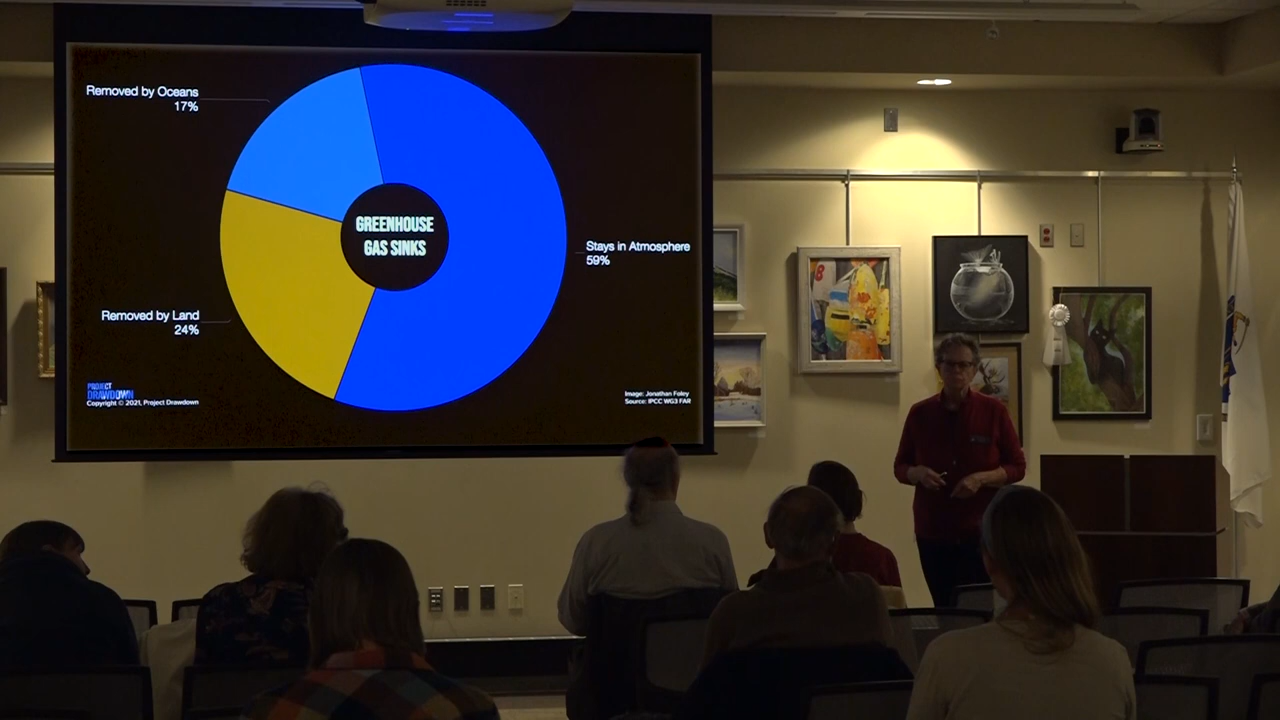 Removed by Oceans
17%
GREENHOUSE
GAS SINKS
Stays in Atmosphere
59%
Removed by Land
24%
PROJECT
DRAWDOWN
Copyright © 2021, Project Drawdown
Image: Jonathan Foley
Source: IPCC WG3 FAR
8